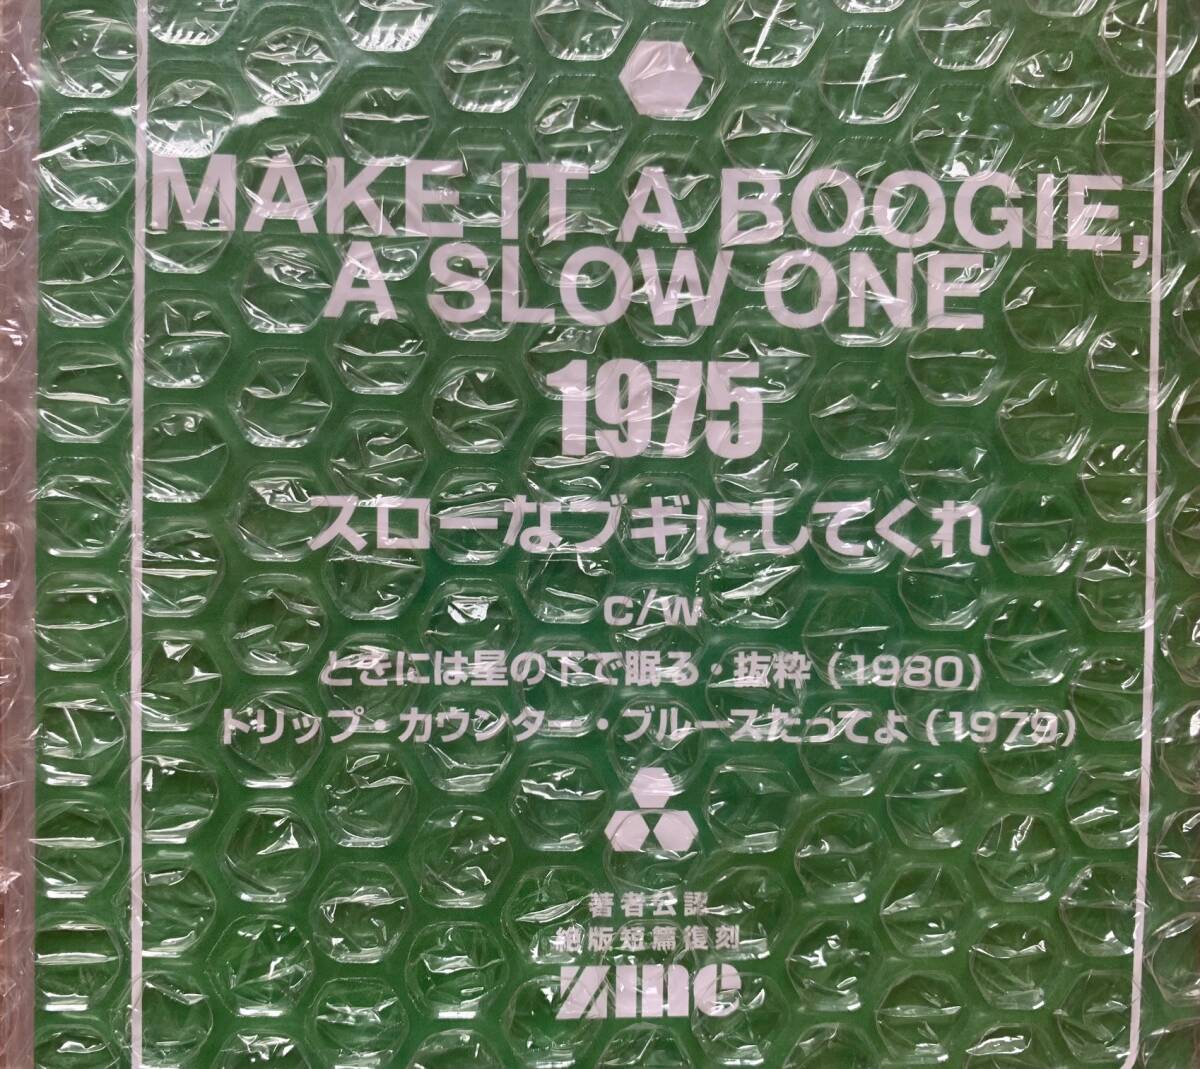 MAKE IT A BOOGIE,
A SLOW ONE
1975
スローなブギにしてくれ
c/w
ときには星の下で眠る・抜粋（1980）
トリップ・カウンター・ブルースだってよ（1979）
著者公認
絶版短篇復刻
zine